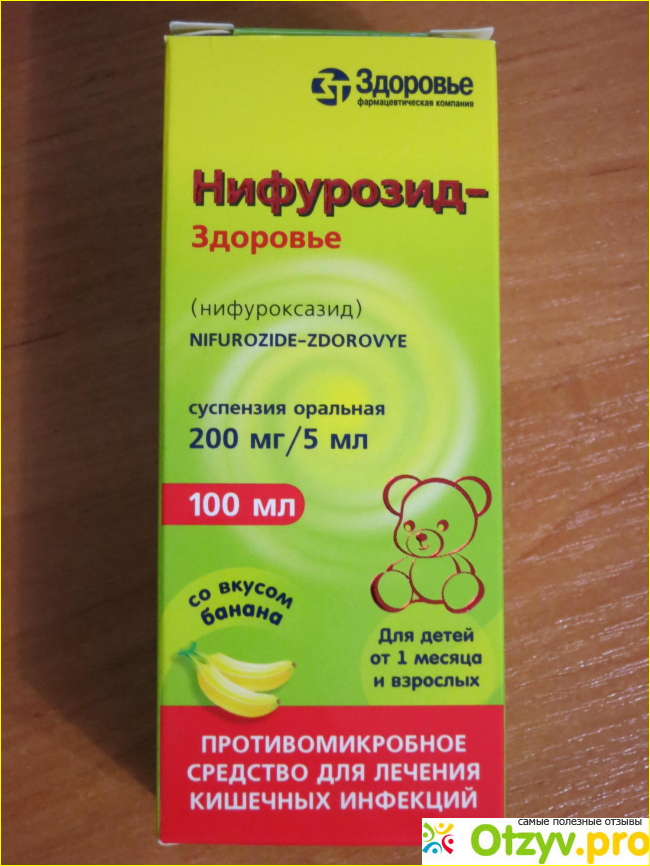 Здоровье
фармацевтическая компания
Нифурозид-
Здоровье
(нифуроксазид)
NIFUROZIDE-ZDOROVYE
суспензия оральная
200 мг/5 мл
100 мл
со вкусом
банана
Для детей
от 1 месяца
и взрослых
ПРОТИВОМИКРОБНОЕ
СРЕДСТВО ДЛЯ ЛЕЧЕНИЯ
КИШЕЧНЫХ ИНФЕКЦИЙ
самые полезные отзывы
Otzyv.pro